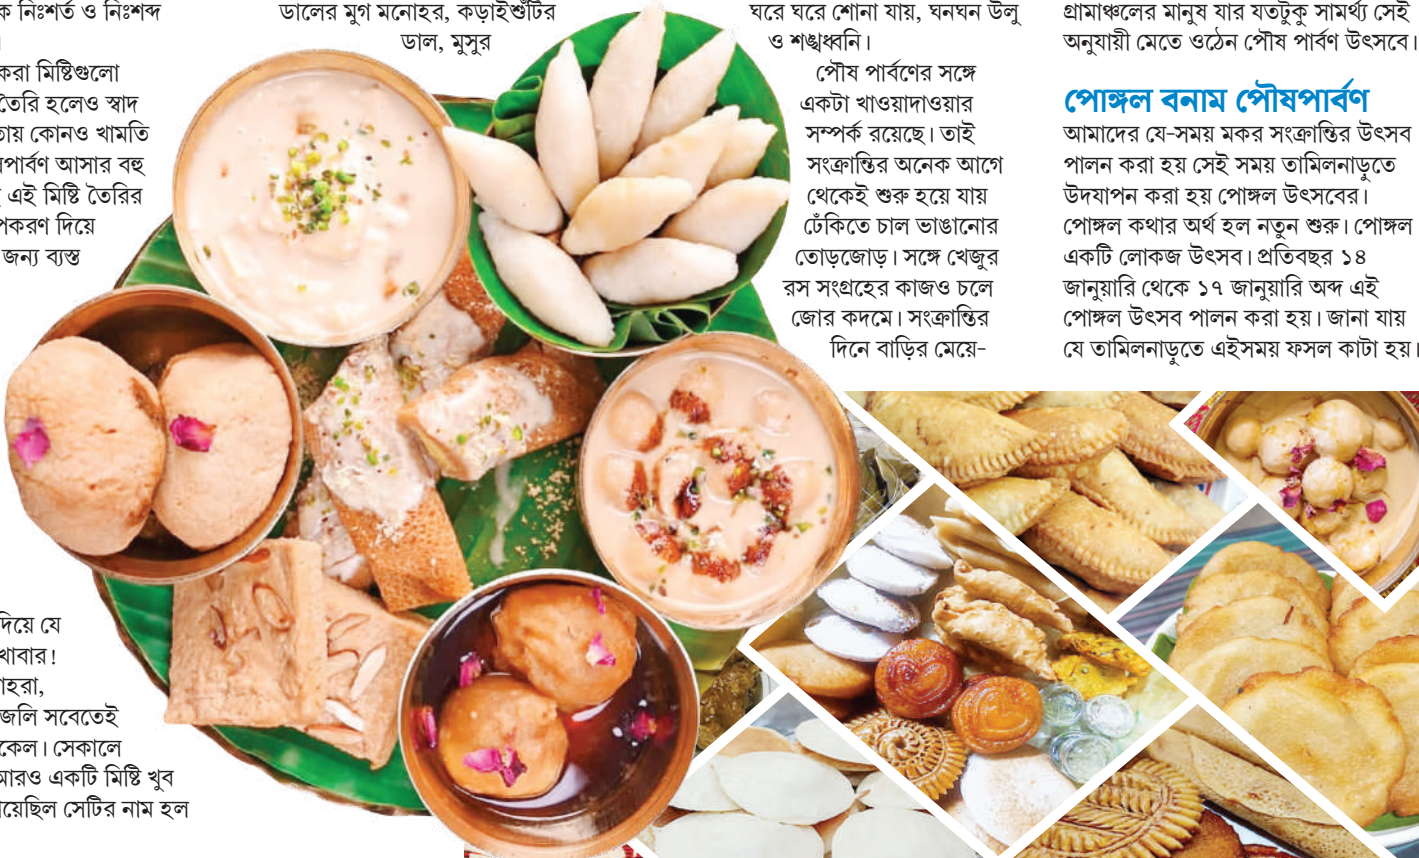 ক নিঃশর্ত ও নিঃশব্দ
করা মিষ্টিগুলো
তৈরি হলেও স্বাদ
তায় কোনও খামতি
পার্বণ আসার বহু
এই মিষ্টি তৈরির
পকরণ দিয়ে
জন্য ব্যস্ত
দিয়ে যে
খাবার!
হরা,
জলি সবেতেই
কেল। সেকালে
আরও একটি মিষ্টি খুব
য়েছিল সেটির নাম হল
ডালের মুগ মনোহর, কড়াইশুঁটির
ডাল, মুসুর
ঘরে ঘরে শোনা যায়, ঘনঘন উলু
ও শঙ্খধ্বনি।
পৌষ পার্বণের সঙ্গে
একটা খাওয়াদাওয়ার
সম্পর্ক রয়েছে। তাই
সংক্রান্তির অনেক আগে
থেকেই শুরু হয়ে যায়
ঢেঁকিতে চাল ভাঙানোর
তোড়জোড়। সঙ্গে খেজুর
রস সংগ্রহের কাজও চলে
জোর কদমে। সংক্রান্তির
দিনে বাড়ির মেয়ে-
গ্রামাঞ্চলের মানুষ যার যতটুকু সামর্থ্য সেই
অনুযায়ী মেতে ওঠেন পৌষ পার্বণ উৎসবে।
পোঙ্গল বনাম পৌষপার্বণ
আমাদের যে-সময় মকর সংক্রান্তির উৎসব
পালন করা হয় সেই সময় তামিলনাড়ুতে
উদযাপন করা হয় পোঙ্গল উৎসবের।
পোঙ্গল কথার অর্থ হল নতুন শুরু। পোঙ্গল
একটি লোকজ উৎসব। প্রতিবছর ১৪
জানুয়ারি থেকে ১৭ জানুয়ারি অব্দ এই
পোঙ্গল উৎসব পালন করা হয়। জানা যায়
যে তামিলনাড়ুতে এইসময় ফসল কাটা হয়।